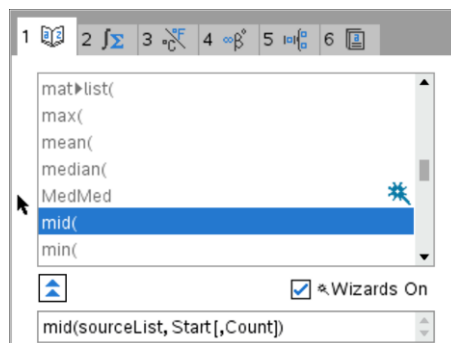 1 2 ∫Σ 3 °C °F 4 ∞β° 5 6
mat▶list(
max(
mean(
median(
MedMed
mid(
min(
Wizards On
mid(sourceList, Start[,Count])